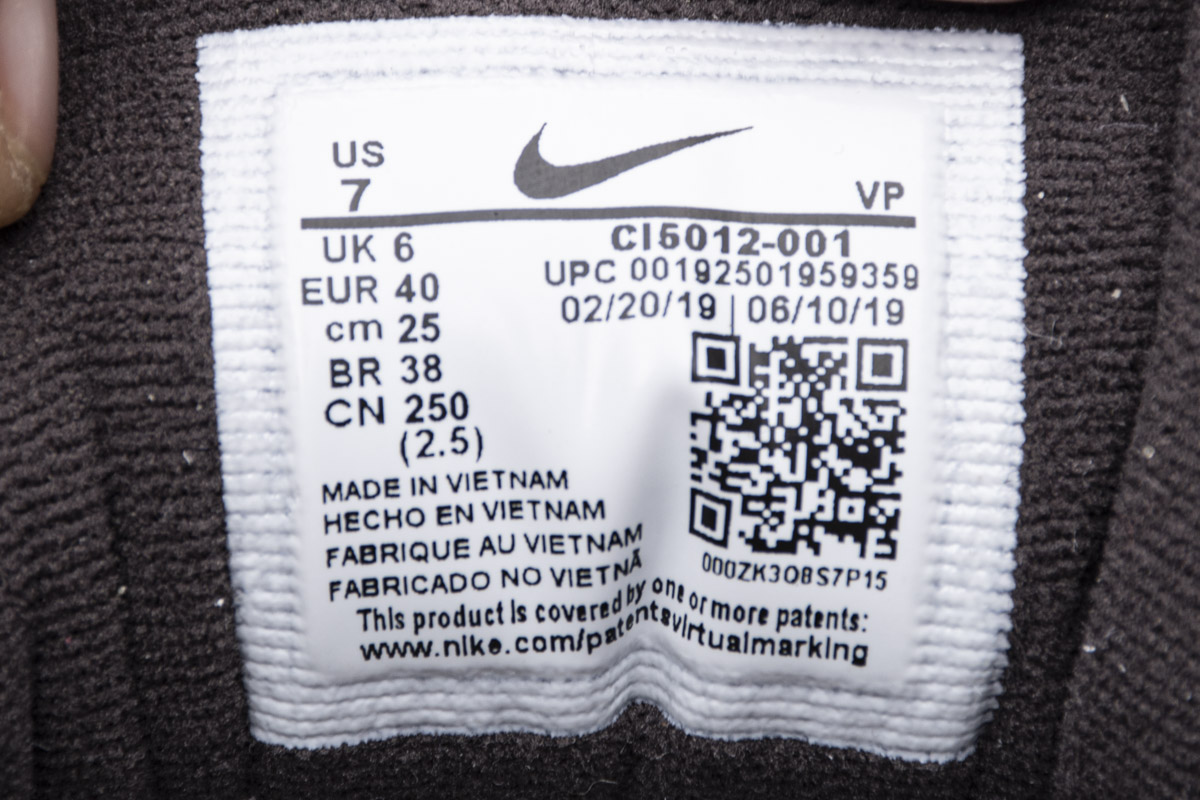 US
7
VP
UK 6
EUR 40
cm 25
BR 38
CN 250
(2.5)
CI5012-001
UPC 00192501959359
02/20/19 | 06/10/19
000ZK3O8S7P15
MADE IN VIETNAM
HECHO EN VIETNAM
FABRIQUE AU VIETNAM
FABRICADO NO VIETNÃ
This product is covered by one or more patents:
www.nike.com/patentsvirtualmarking